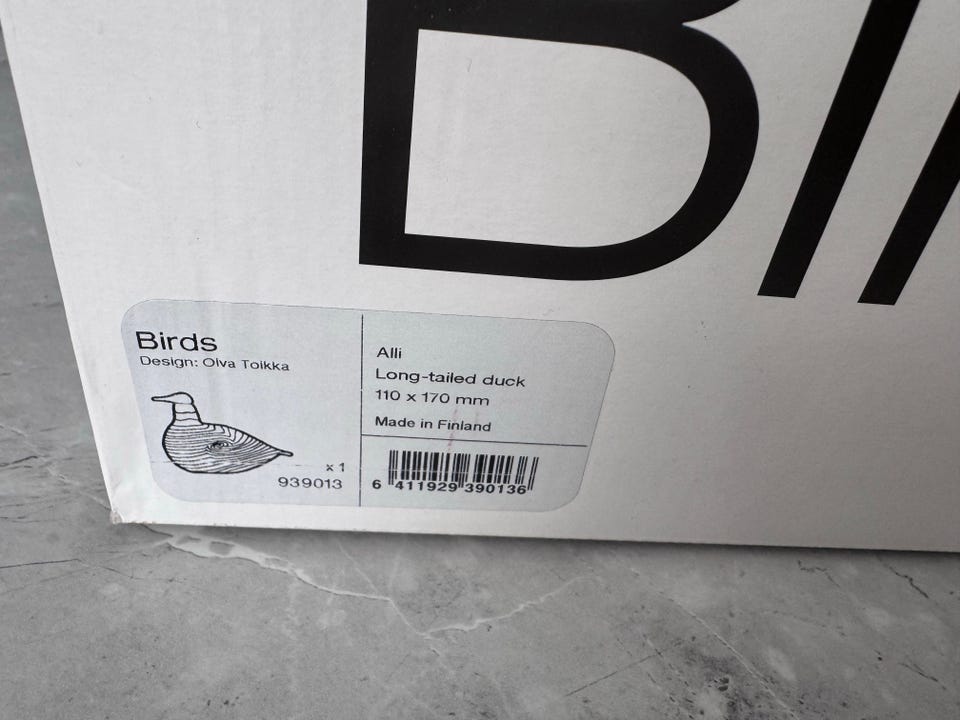 Birds
Design: Oiva Toikka
x 1
939013
Alli
Long-tailed duck
110 x 170 mm
Made in Finland
6 411929 390136